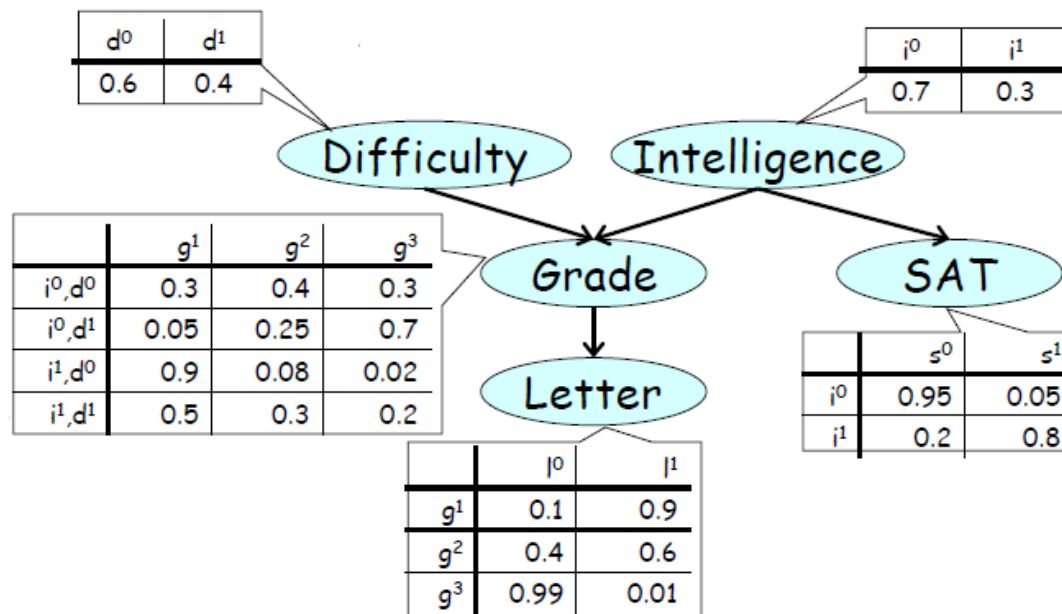 d⁰ d¹
0.6 0.4
i⁰ i¹
0.7 0.3
Difficulty Intelligence
g¹ g² g³
i⁰,d⁰ 0.3 0.4 0.3
i⁰,d¹ 0.05 0.25 0.7
i¹,d⁰ 0.9 0.08 0.02
i¹,d¹ 0.5 0.3 0.2
Grade SAT
s⁰ s¹
i⁰ 0.95 0.05
i¹ 0.2 0.8
Letter
l⁰ l¹
g¹ 0.1 0.9
g² 0.4 0.6
g³ 0.99 0.01